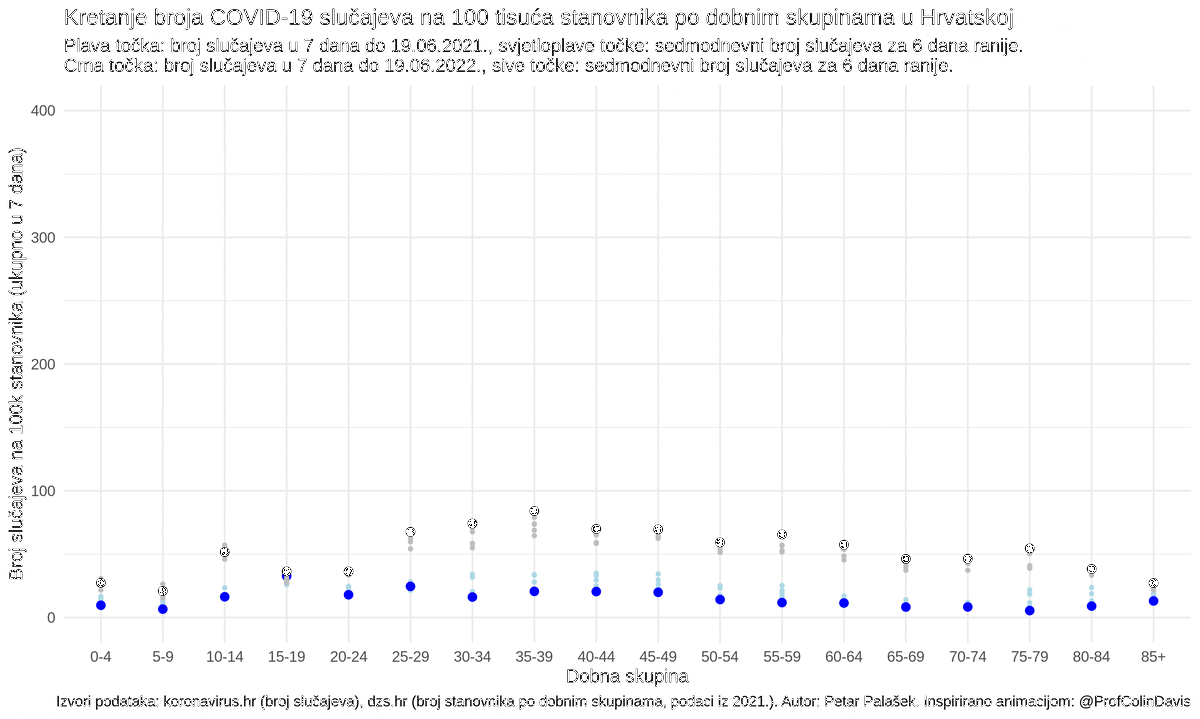 Kretanje broja COVID-19 slučajeva na 100 tisuća stanovnika po dobnim skupinama u Hrvatskoj
Plava točka: broj slučajeva u 7 dana do 19.06.2021., svjetloplave točke: sedmodnevni broj slučajeva za 6 dana ranije.
Crna točka: broj slučajeva u 7 dana do 19.06.2022., sive točke: sedmodnevni broj slučajeva za 6 dana ranije.
Broj slučajeva na 100k stanovnika (ukupno u 7 dana)
400
300
200
100
0
0-4 5-9 10-14 15-19 20-24 25-29 30-34 35-39 40-44 45-49 50-54 55-59 60-64 65-69 70-74 75-79 80-84 85+
Dobna skupina
Izvori podataka: koronavirus.hr (broj slučajeva), dzs.hr (broj stanovnika po dobnim skupinama, podaci iz 2021.). Autor: Petar Palašek. Inspirirano animacijom: @ProfColinDavis